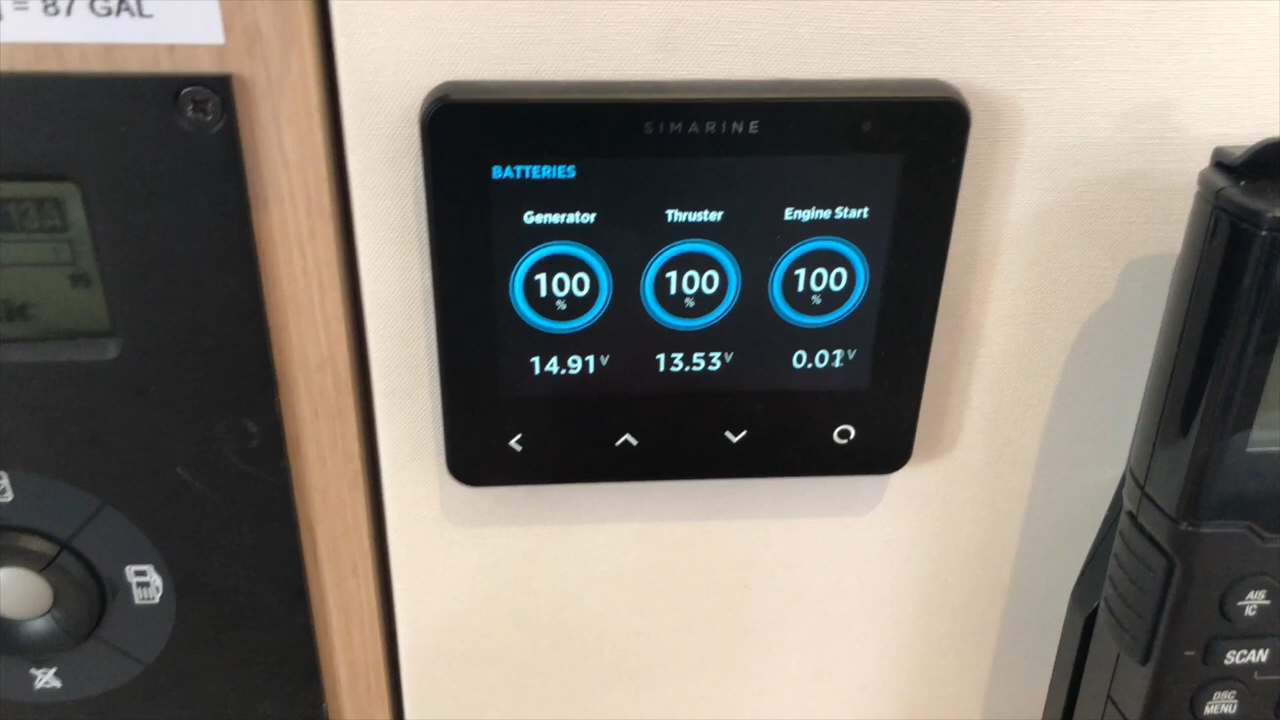 = 87 GAL
SIMARINE
BATTERIES
Generator
Thruster
Engine Start
100
%
100
%
100
%
14.91 V
13.53 V
0.01 V
AIS
IC
SCAN
DSC
MENU